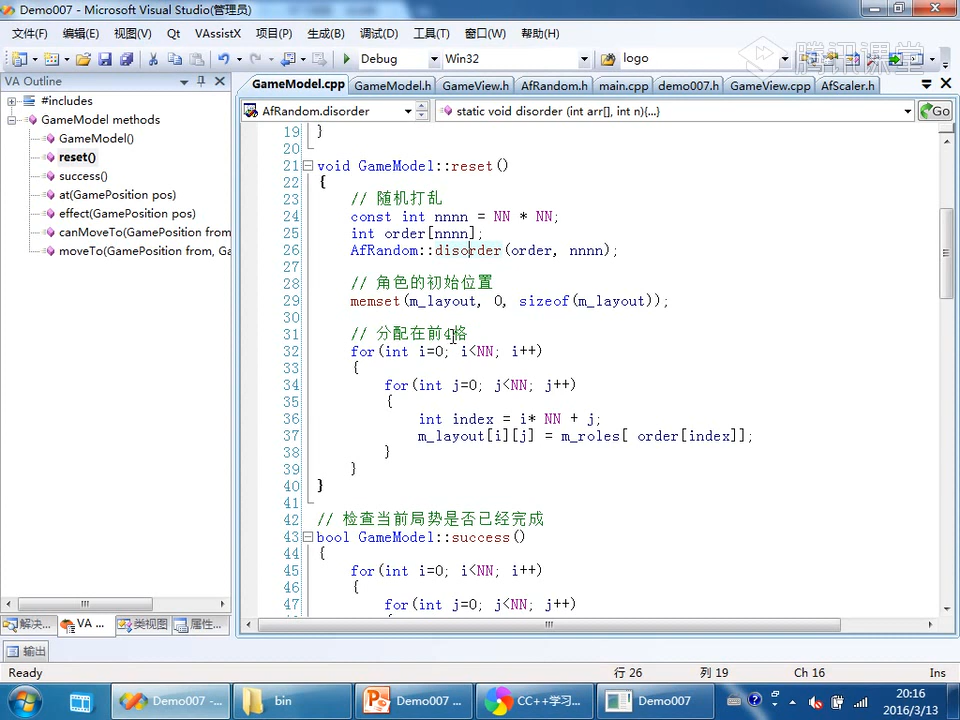 Demo007 - Microsoft Visual Studio(管理员)
文件(F) 编辑(E) 视图(V) Qt VAssistX 项目(P) 生成(B) 调试(D) 工具(T) 窗口(W) 帮助(H)
Debug Win32 logo
腾讯课堂
VA Outline
GameModel.cpp GameModel.h GameView.h AfRandom.h main.cpp demo007.h GameView.cpp AfScaler.h
AfRandom.disorder static void disorder (int arr[], int n){...} Go
#includes
GameModel methods
GameModel()
reset()
success()
at(GamePosition pos)
effect(GamePosition pos)
canMoveTo(GamePosition from
moveTo(GamePosition from, Ga
19 }
20
21 void GameModel::reset()
22 {
23 // 随机打乱
24 const int nnnn = NN * NN;
25 int order[nnnn];
26 AfRandom::disorder(order, nnnn);
27
28 // 角色的初始位置
29 memset(m_layout, 0, sizeof(m_layout));
30
31 // 分配在前4格
32 for(int i=0; i<NN; i++)
33 {
34 for(int j=0; j<NN; j++)
35 {
36 int index = i* NN + j;
37 m_layout[i][j] = m_roles[ order[index]];
38 }
39 }
40 }
41
42 // 检查当前局势是否已经完成
43 bool GameModel::success()
44 {
45 for(int i=0; i<NN; i++)
46 {
47 for(int j=0; j<NN; j++)
解决... VA ... 类视图 属性...
输出
Ready 行 26 列 19 Ch 16 Ins
Demo007 -... bin Demo007 ... CC++学习... Demo007 20:16
2016/3/13